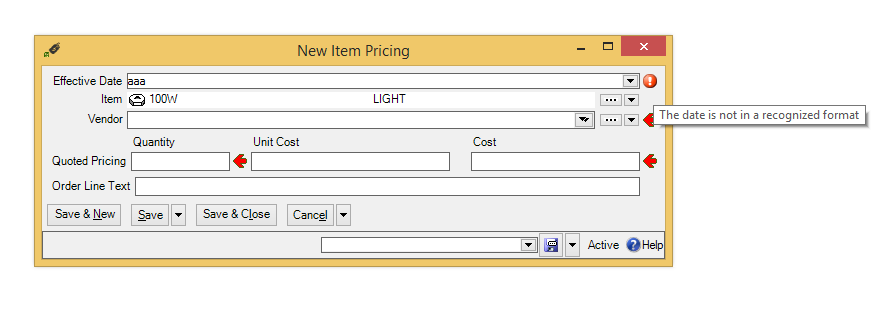 New Item Pricing
Effective Date aaa
Item 100W LIGHT
Vendor
The date is not in a recognized format
Quantity Unit Cost Cost
Quoted Pricing
Order Line Text
Save & New Save Save & Close Cancel
Active Help